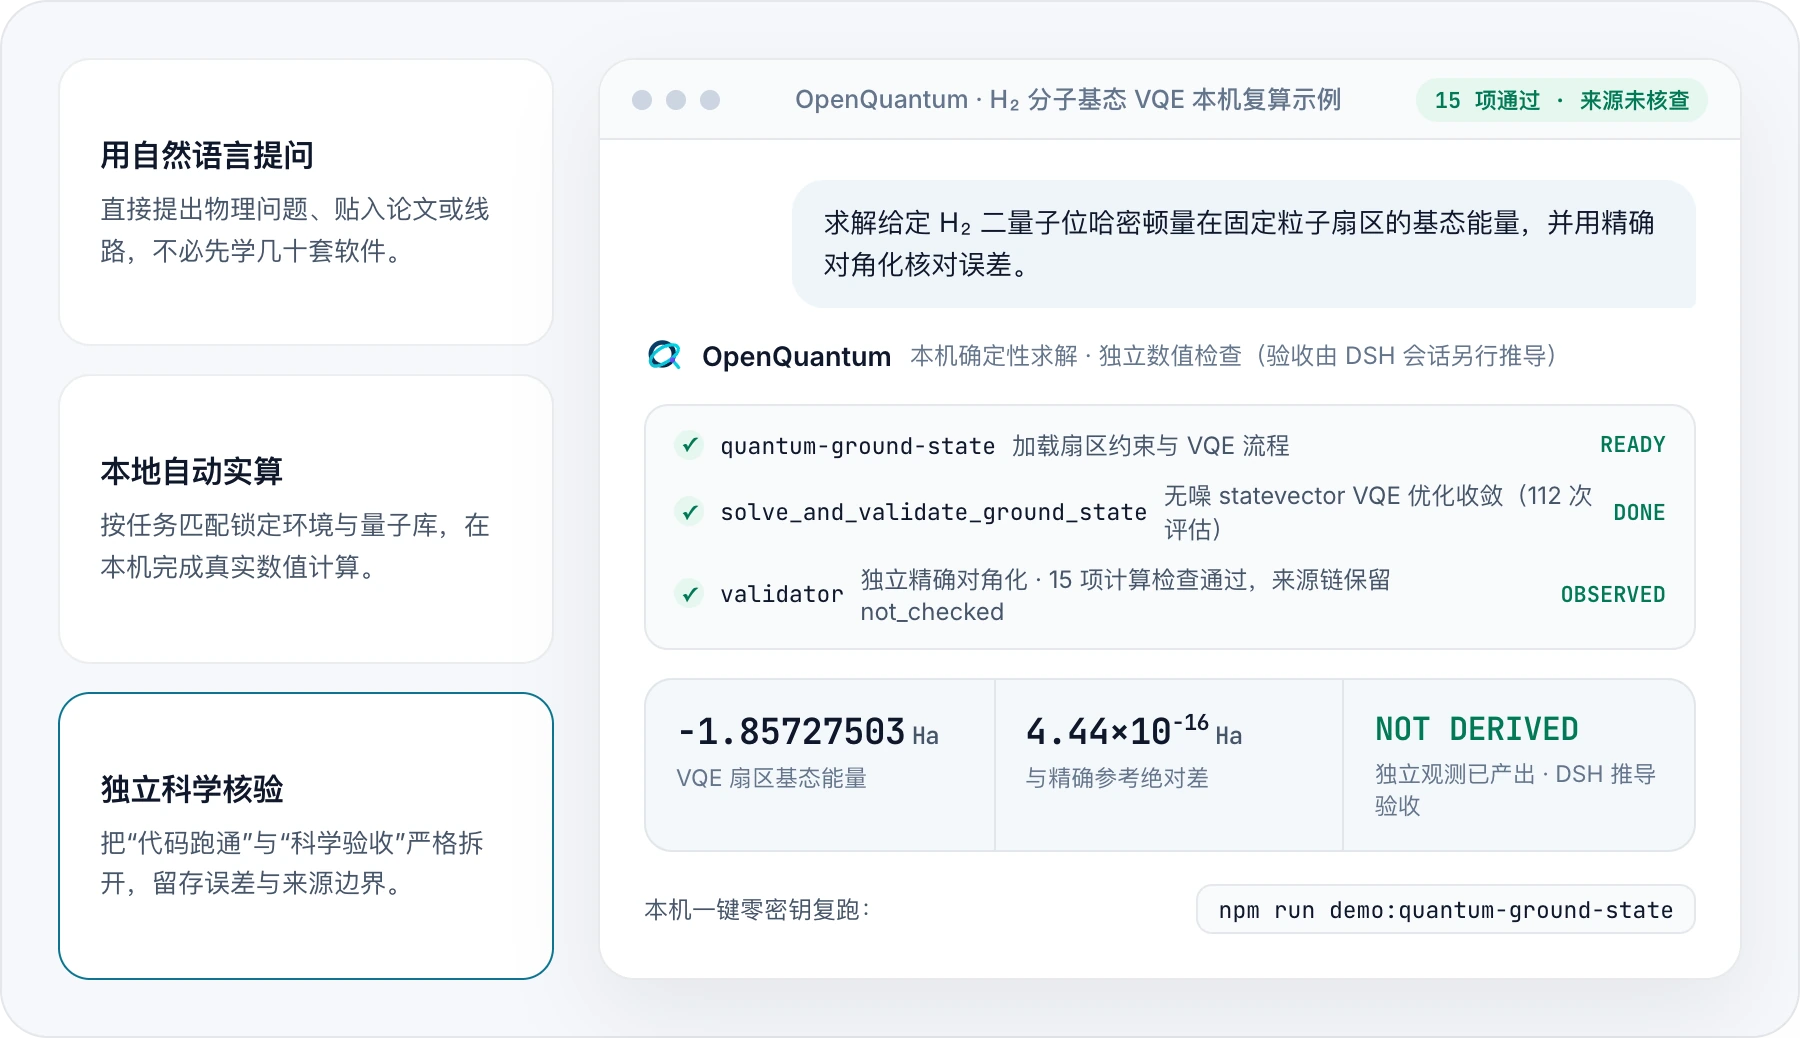 用自然语言提问
直接提出物理问题、贴入论文或线
路，不必先学几十套软件。
本地自动实算
按任务匹配锁定环境与量子库，在
本机完成真实数值计算。
独立科学核验
把“代码跑通”与“科学验收”严格拆
开，留存误差与来源边界。
OpenQuantum · H₂ 分子基态 VQE 本机复算示例
15 项通过 · 来源未核查
求解给定 H₂ 二量子位哈密顿量在固定粒子扇区的基态能量，并用精确
对角化核对误差。
OpenQuantum 本机确定性求解 · 独立数值检查（验收由 DSH 会话另行推导）
✓ quantum-ground-state 加载扇区约束与 VQE 流程 READY
✓ solve_and_validate_ground_state 无噪 statevector VQE 优化收敛（112 次
评估） DONE
✓ validator 独立精确对角化 · 15 项计算检查通过，来源链保留
not_checked OBSERVED
-1.85727503 Ha
VQE 扇区基态能量
4.44×10⁻¹⁶ Ha
与精确参考绝对差
NOT DERIVED
独立观测已产出 · DSH 推导
验收
本机一键零密钥复跑：
npm run demo:quantum-ground-state